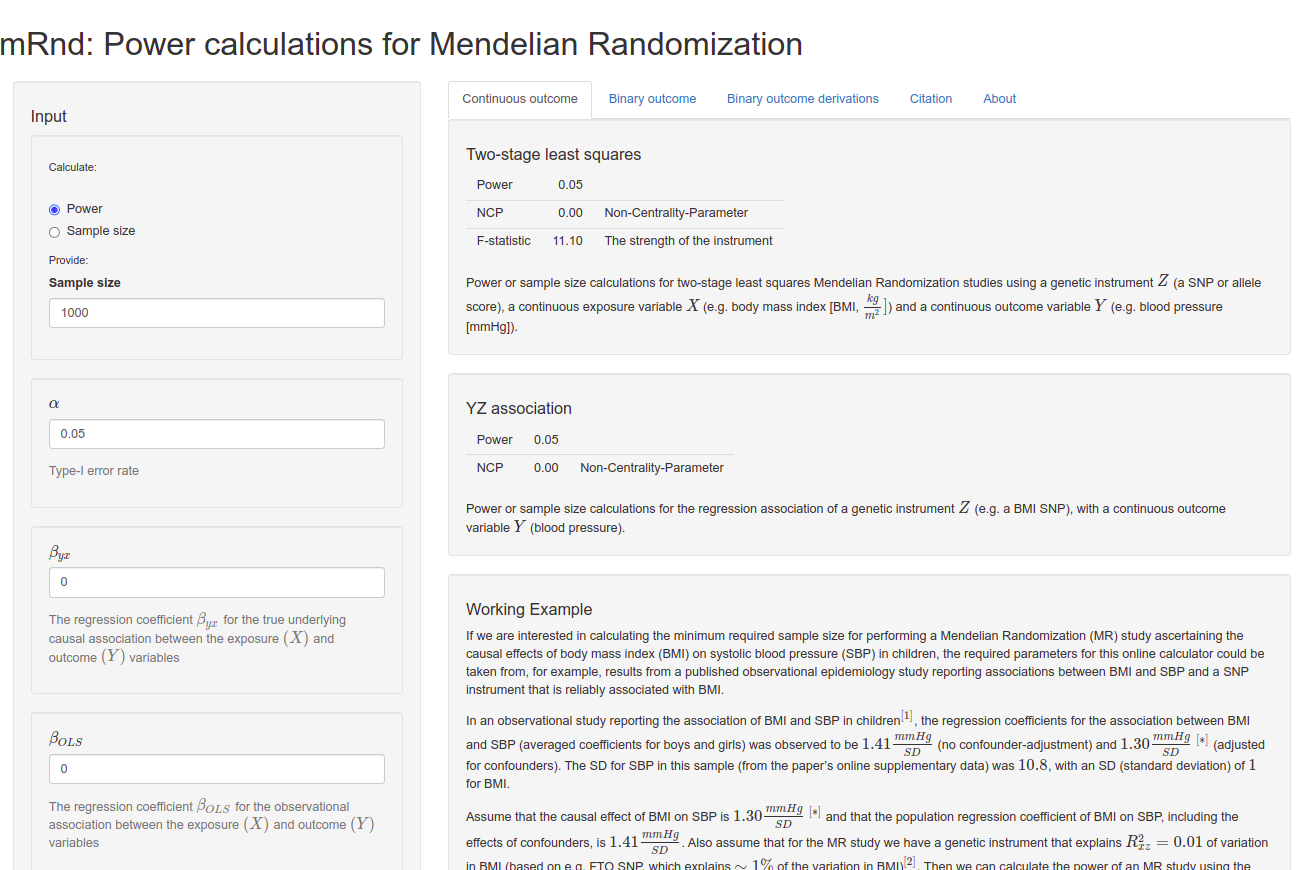 mRnd: Power calculations for Mendelian Randomization
Input
Calculate:
Power
Sample size
Provide:
Sample size
1000
α
0.05
Type-I error rate
βyx
0
The regression coefficient βyx for the true underlying
causal association between the exposure (X) and
outcome (Y) variables
βOLS
0
The regression coefficient βOLS for the observational
association between the exposure (X) and outcome (Y)
variables
Continuous outcome Binary outcome Binary outcome derivations Citation About
Two-stage least squares
Power 0.05
NCP 0.00 Non-Centrality-Parameter
F-statistic 11.10 The strength of the instrument
Power or sample size calculations for two-stage least squares Mendelian Randomization studies using a genetic instrument Z (a SNP or allele
score), a continuous exposure variable X (e.g. body mass index [BMI, kg/m²]) and a continuous outcome variable Y (e.g. blood pressure
[mmHg]).
YZ association
Power 0.05
NCP 0.00 Non-Centrality-Parameter
Power or sample size calculations for the regression association of a genetic instrument Z (e.g. a BMI SNP), with a continuous outcome
variable Y (blood pressure).
Working Example
If we are interested in calculating the minimum required sample size for performing a Mendelian Randomization (MR) study ascertaining the
causal effects of body mass index (BMI) on systolic blood pressure (SBP) in children, the required parameters for this online calculator could be
taken from, for example, results from a published observational epidemiology study reporting associations between BMI and SBP and a SNP
instrument that is reliably associated with BMI.
In an observational study reporting the association of BMI and SBP in children[1], the regression coefficients for the association between BMI
and SBP (averaged coefficients for boys and girls) was observed to be 1.41 mmHg/SD (no confounder-adjustment) and 1.30 mmHg/SD [*] (adjusted
for confounders). The SD for SBP in this sample (from the paper's online supplementary data) was 10.8, with an SD (standard deviation) of 1
for BMI.
Assume that the causal effect of BMI on SBP is 1.30 mmHg/SD [*] and that the population regression coefficient of BMI on SBP, including the
effects of confounders, is 1.41 mmHg/SD. Also assume that for the MR study we have a genetic instrument that explains R²xz = 0.01 of variation
in BMI (based on e.g. FTO SNP, which explains ∼ 1% of the variation in BMI)[2]. Then we can calculate the power of an MR study using the